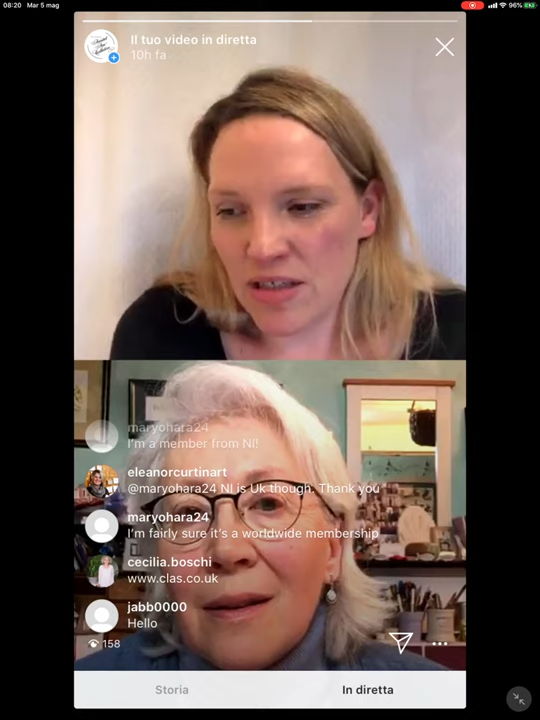 08:20 Mar 5 mag
96%
Il tuo video in diretta
10h fa
maryohara24
I'm a member from NI!
eleanorcurtinart
@maryohara24 NI is Uk though. Thank you
maryohara24
I'm fairly sure it's a worldwide membership
cecilia.boschi
www.clas.co.uk
jabb0000
Hello
158
Storia
In diretta